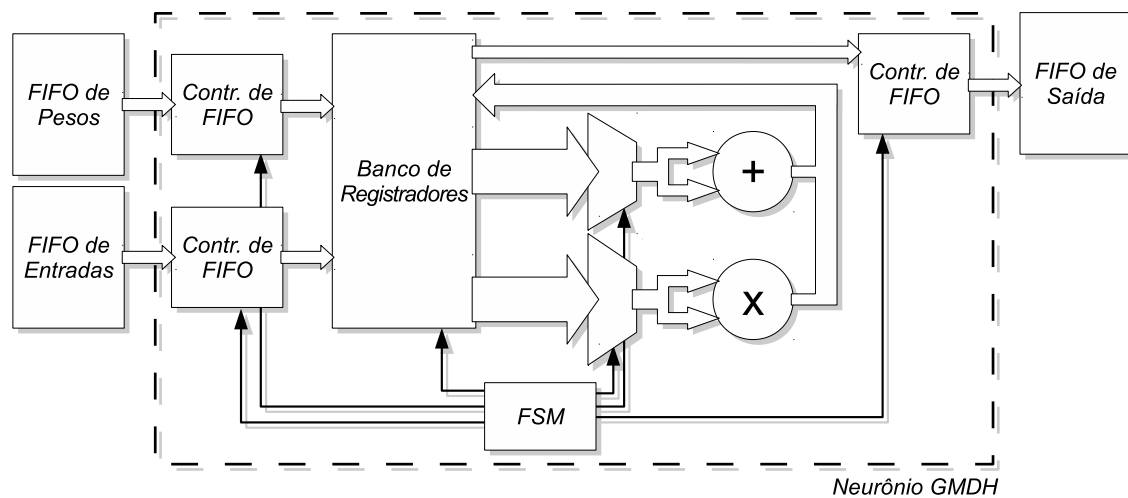 FIFO de
Pesos
Contr. de
FIFO
Banco de
Registradores
Contr. de
FIFO
FIFO de
Saída
+
FIFO de
Entradas
Contr. de
FIFO
x
FSM
Neurônio GMDH